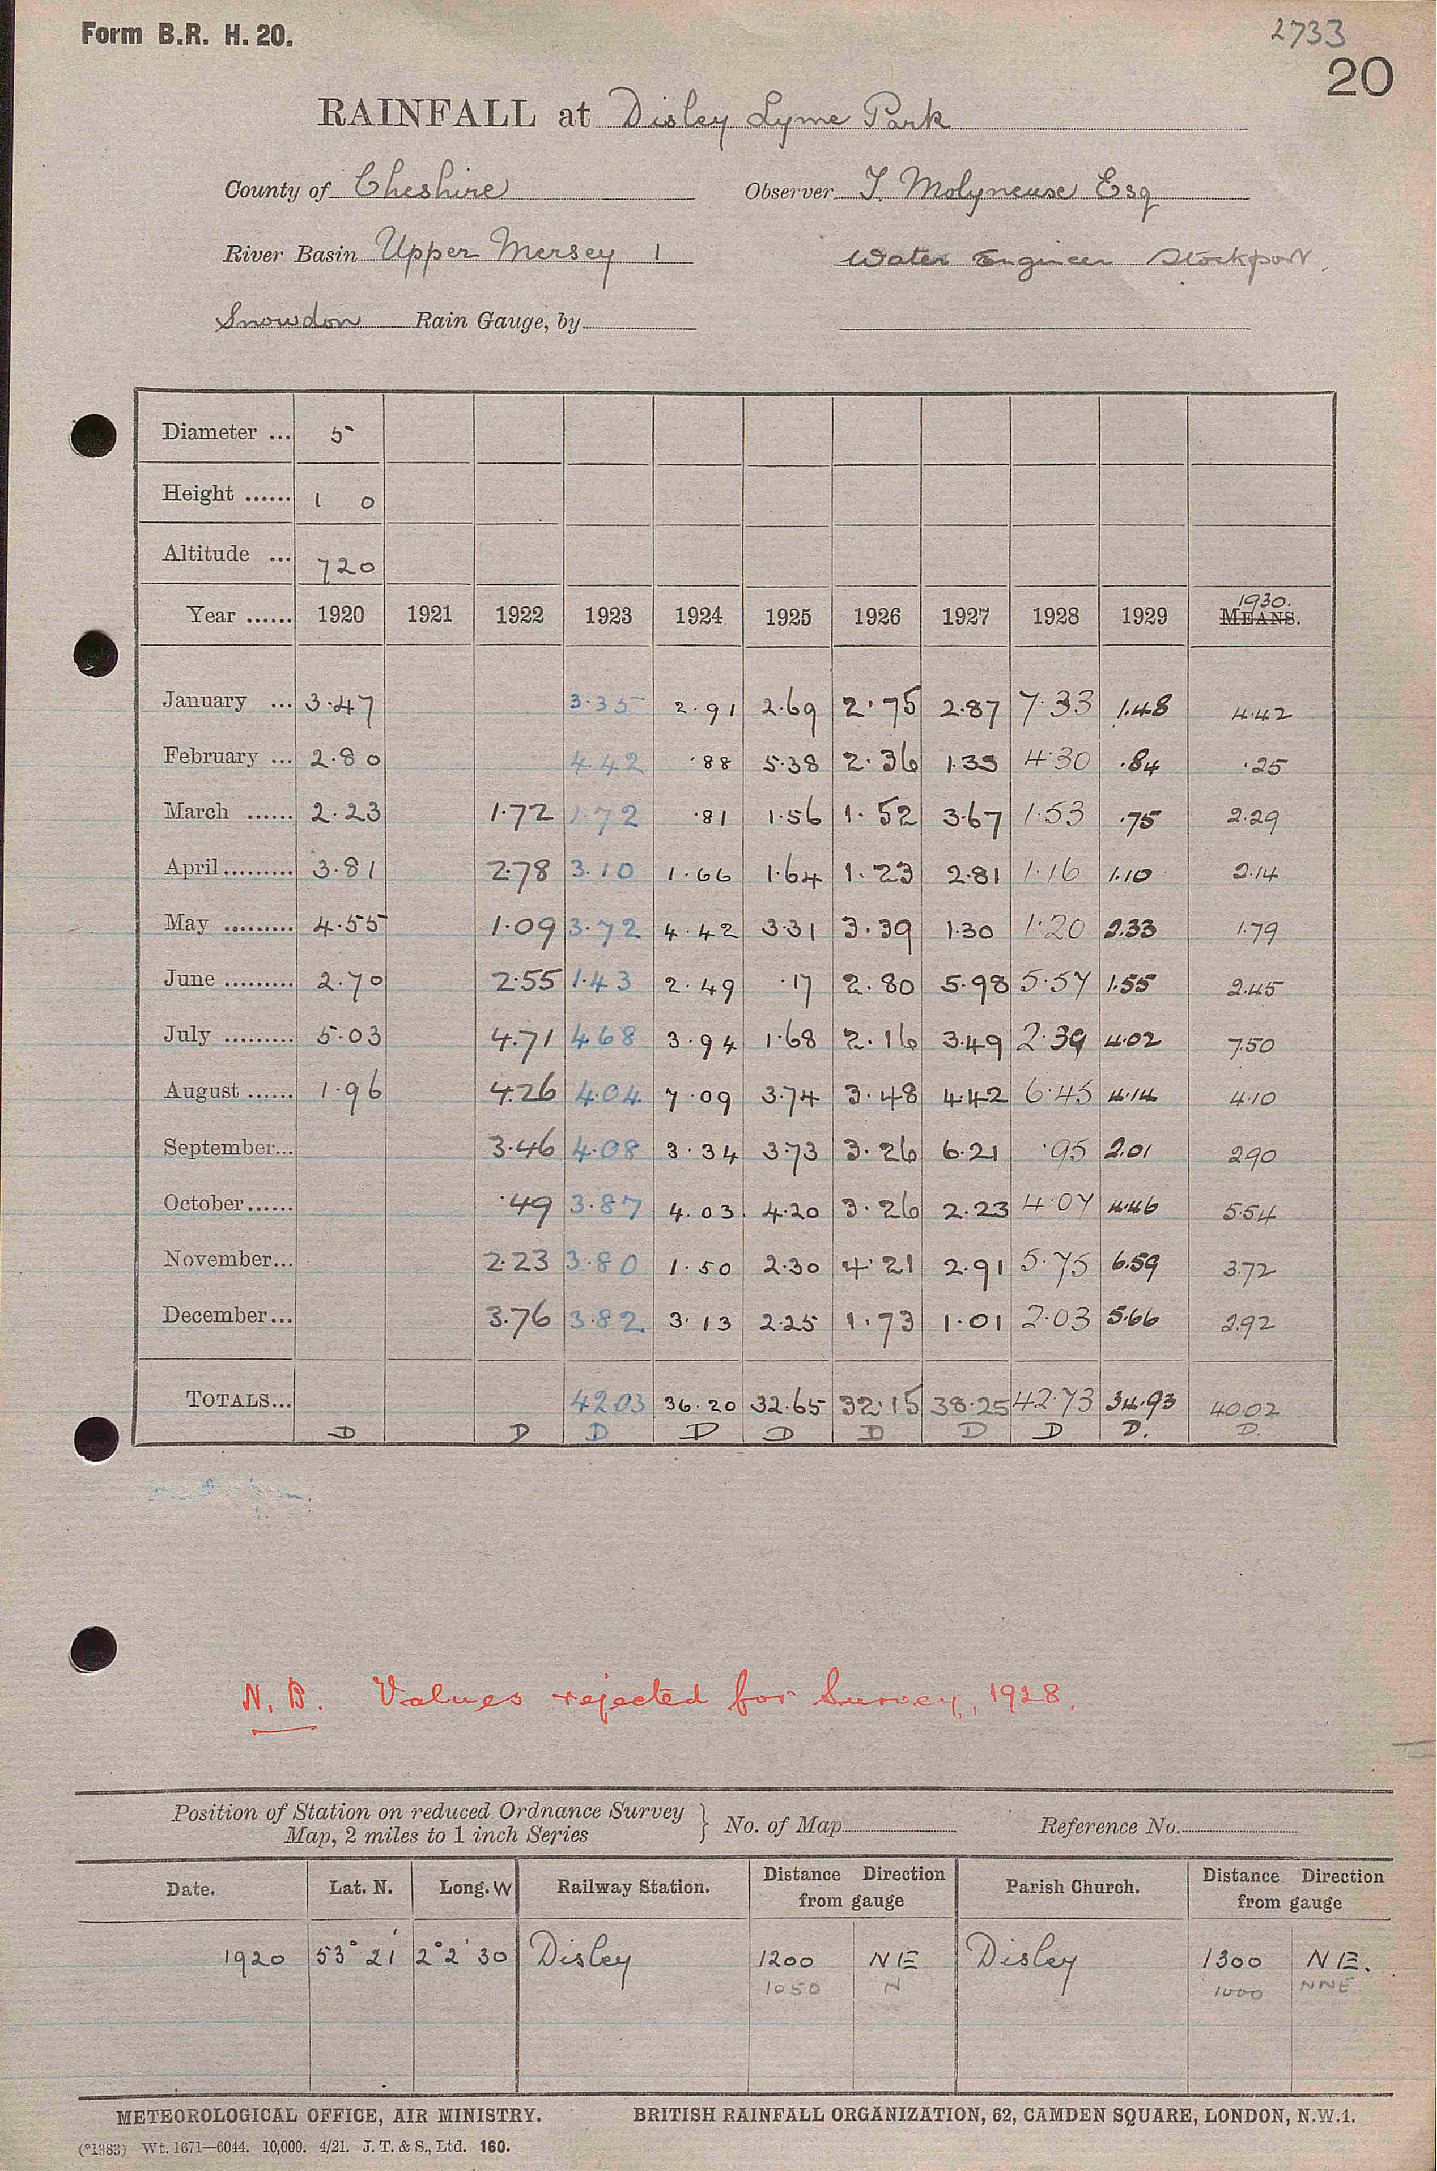 Form B.R. H. 20.
2733
20
RAINFALL at Disley Lyme Park
County of Cheshire Observer T. Molyneuse Esq
River Basin Upper Mersey 1 Water Engineer Stockport
Snowdon Rain Gauge, by
Diameter ... 5
Height ...... 1 0
Altitude ... 720
1930.
Year ...... 1920 1921 1922 1923 1924 1925 1926 1927 1928 1929 MEANS.
January ... 3.47 3.35 2.91 2.69 2.75 2.87 7.33 1.48 4.42
February ... 2.80 4.42 .88 5.38 2.36 1.33 4.30 .84 .25
March ...... 2.23 1.72 1.72 .81 1.56 1.52 3.67 1.53 .75 2.29
April ......... 3.81 2.78 3.10 1.66 1.64 1.23 2.81 1.16 1.10 2.14
May ......... 4.55 1.09 3.72 4.42 3.31 3.39 1.30 1.20 2.33 1.79
June ......... 2.70 2.55 1.43 2.49 .17 2.80 5.98 5.57 1.55 2.45
July ......... 5.03 4.71 4.68 3.94 1.68 2.16 3.49 2.39 4.02 7.50
August ...... 1.96 4.26 4.04 7.09 3.74 3.48 4.42 6.45 4.14 4.10
September... 3.46 4.08 3.34 3.73 3.26 6.21 .95 2.01 2.90
October...... .49 3.87 4.03 4.20 3.26 2.23 4.07 4.46 5.54
November... 2.23 3.80 1.50 2.30 4.21 2.91 5.75 6.59 3.72
December... 3.76 3.82 3.13 2.25 1.73 1.01 2.03 5.66 2.92
TOTALS... 42.03 36.20 32.65 32.15 38.25 42.73 34.93 40.02
D D D D D D D D D. D.
N.B. Values rejected for Survey, 1928.
Position of Station on reduced Ordnance Survey
Map, 2 miles to 1 inch Series } No. of Map Reference No.
Date. Lat. N. Long. W Railway Station. Distance Direction from gauge Parish Church. Distance Direction from gauge
1920 53° 21' 2° 2' 30 Disley 1200 NE Disley 1300 NE.
1050 N 1000 NNE
METEOROLOGICAL OFFICE, AIR MINISTRY. BRITISH RAINFALL ORGANIZATION, 62, CAMDEN SQUARE, LONDON, N.W.1.
(*1983) Wt. 1671—6044. 10,000. 4/21. J. T. & S., Ltd. 160.